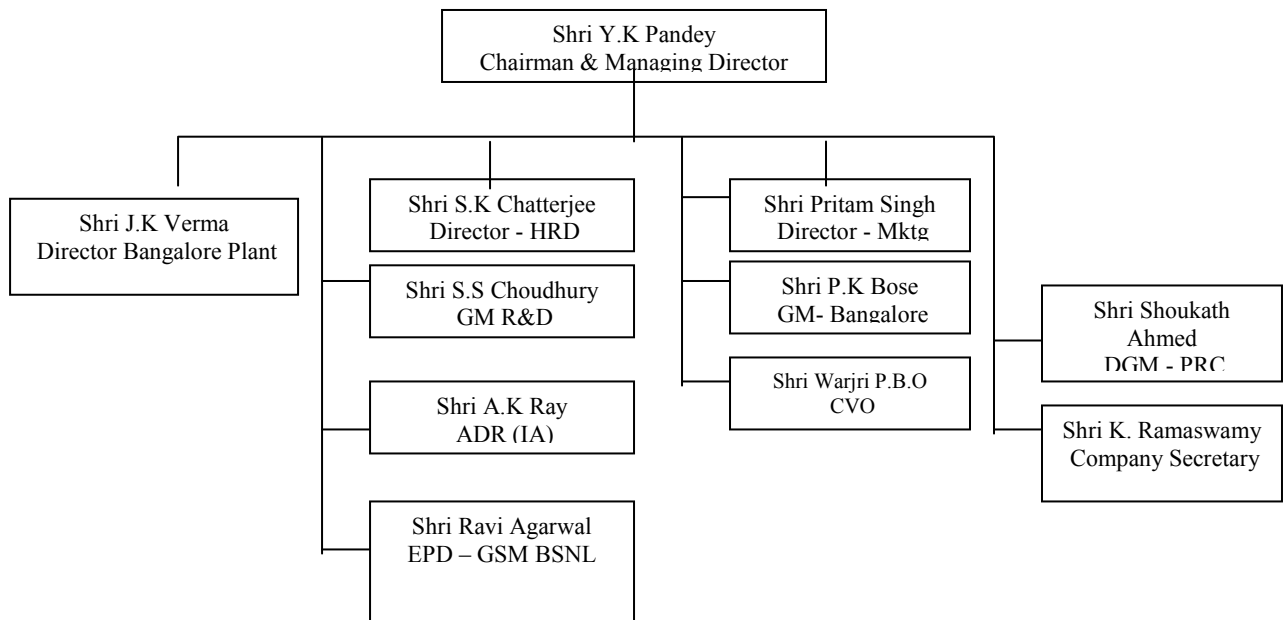 Shri Y.K Pandey
Chairman & Managing Director
Shri J.K Verma
Director Bangalore Plant
Shri S.K Chatterjee
Director - HRD
Shri S.S Choudhury
GM R&D
Shri A.K Ray
ADR (IA)
Shri Ravi Agarwal
EPD – GSM BSNL
Shri Pritam Singh
Director - Mktg
Shri P.K Bose
GM- Bangalore
Shri Warjri P.B.O
CVO
Shri Shoukath
Ahmed
DGM - PRC
Shri K. Ramaswamy
Company Secretary